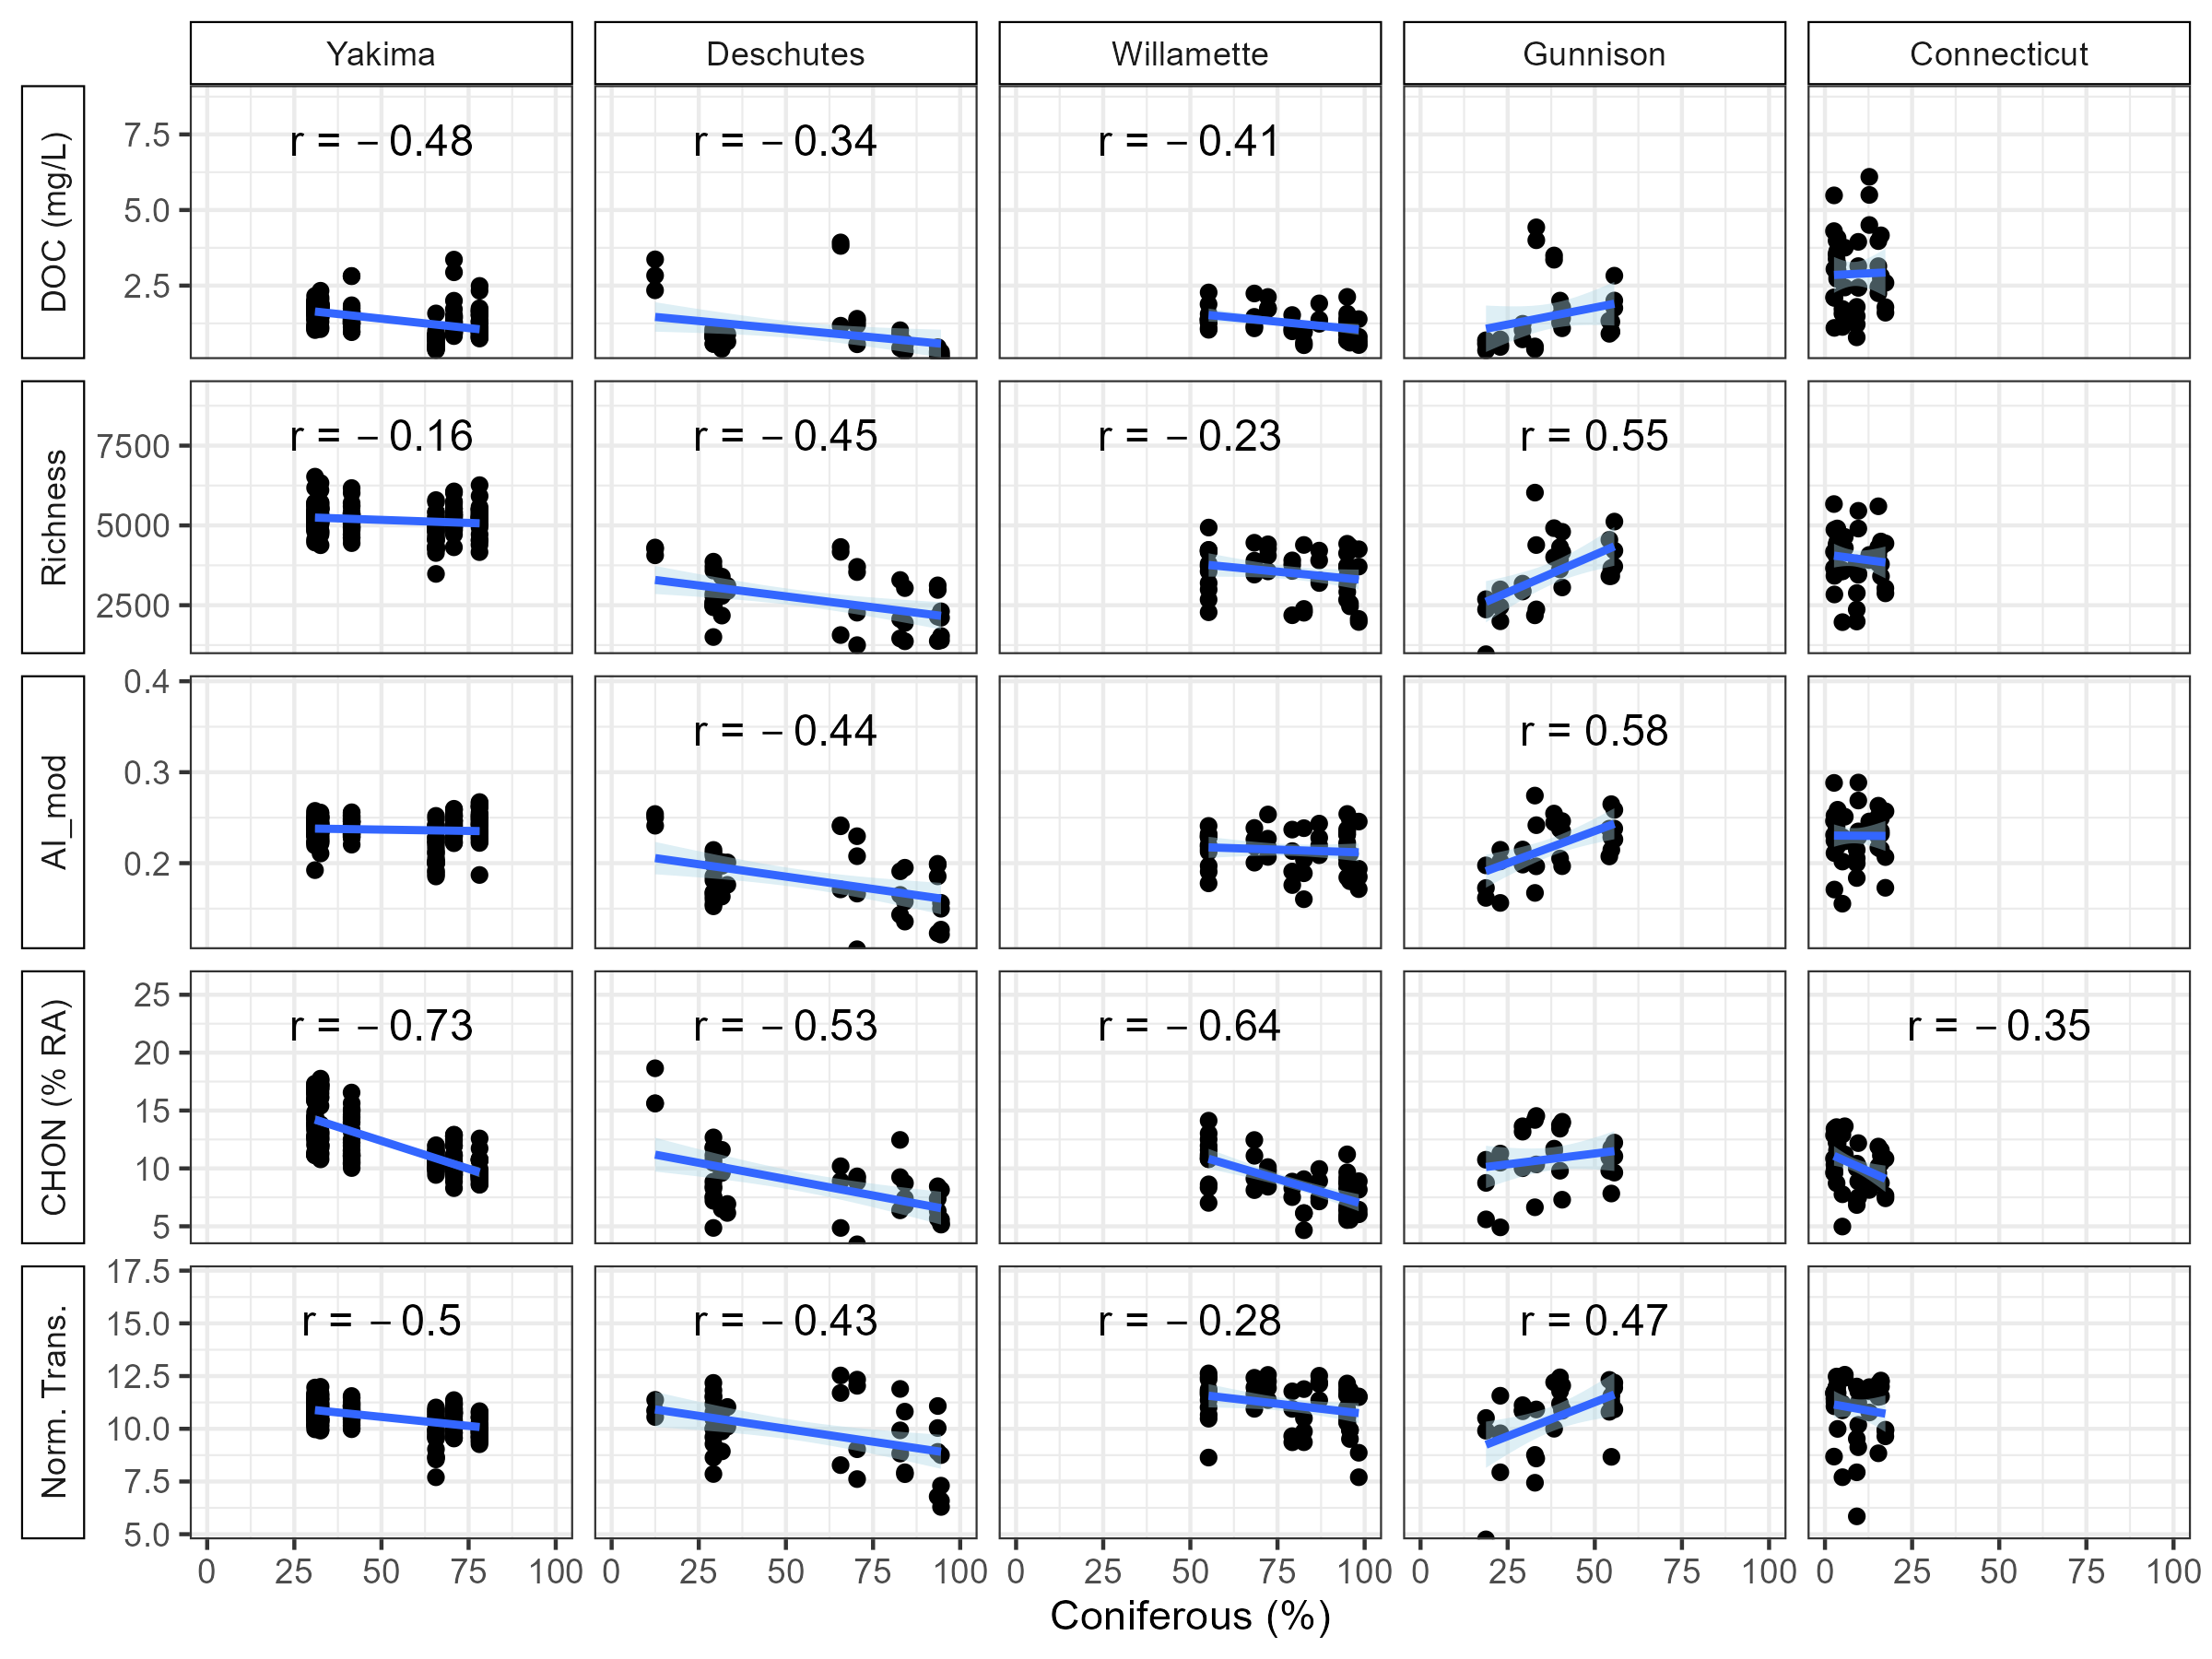 Yakima Deschutes Willamette Gunnison Connecticut
DOC (mg/L)
7.5
5.0
2.5
r = − 0.48 r = − 0.34 r = − 0.41
Richness
7500
5000
2500
r = − 0.16 r = − 0.45 r = − 0.23 r = 0.55
AI_mod
0.4
0.3
0.2
r = − 0.44 r = 0.58
CHON (% RA)
25
20
15
10
5
r = − 0.73 r = − 0.53 r = − 0.64 r = − 0.35
Norm. Trans.
17.5
15.0
12.5
10.0
7.5
5.0
r = − 0.5 r = − 0.43 r = − 0.28 r = 0.47
0 25 50 75 100 0 25 50 75 100 0 25 50 75 100 0 25 50 75 100 0 25 50 75 100
Coniferous (%)